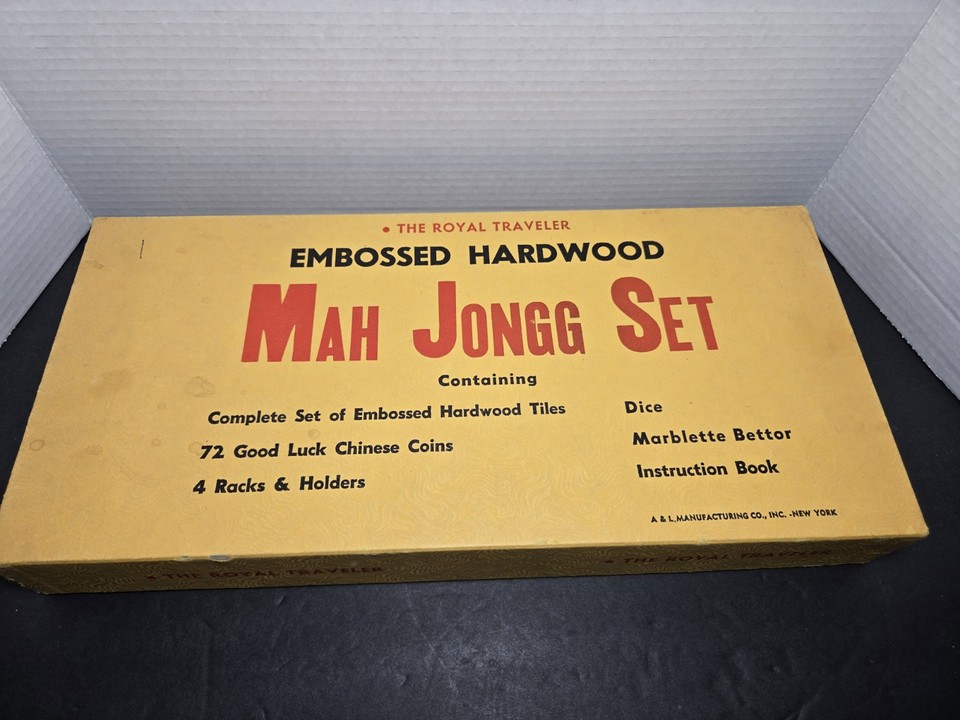 • THE ROYAL TRAVELER
EMBOSSED HARDWOOD
MAH JONGG SET
Containing
Complete Set of Embossed Hardwood Tiles
72 Good Luck Chinese Coins
4 Racks & Holders
Dice
Marblette Bettor
Instruction Book
A & L MANUFACTURING CO., INC. -NEW YORK
• THE ROYAL TRAVELER
• THE ROYAL TRAVELER